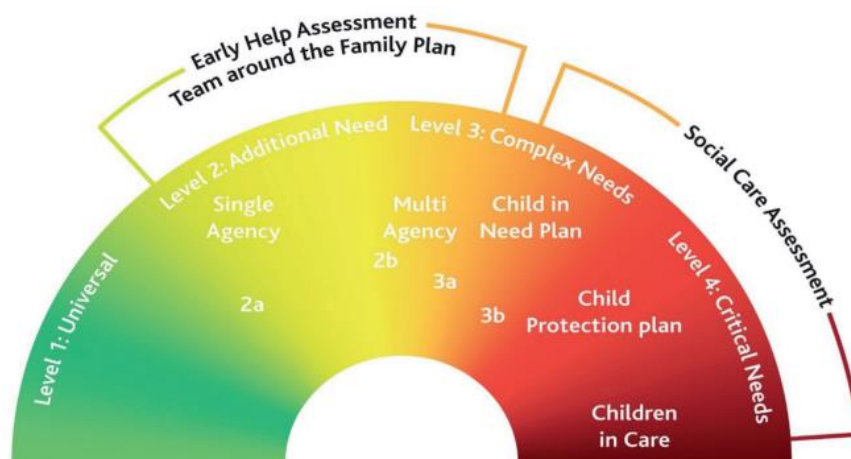 Early Help Assessment
Team around the Family Plan
Social Care Assessment
Level 1: Universal
Level 2: Additional Need
Level 3: Complex Needs
Level 4: Critical Needs
Single
Agency
2a
Multi
Agency
2b
3a
Child in
Need Plan
3b
Child
Protection plan
Children
in Care